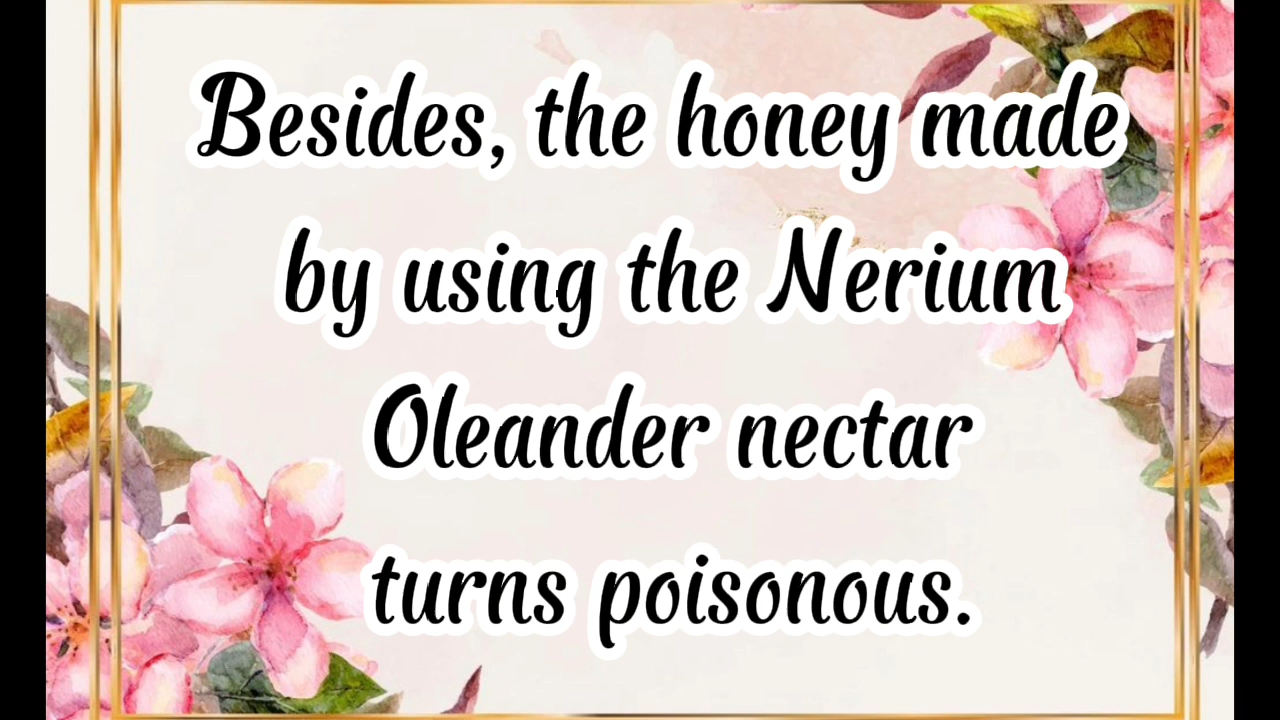 Besides, the honey made
by using the Nerium
Oleander nectar
turns poisonous.